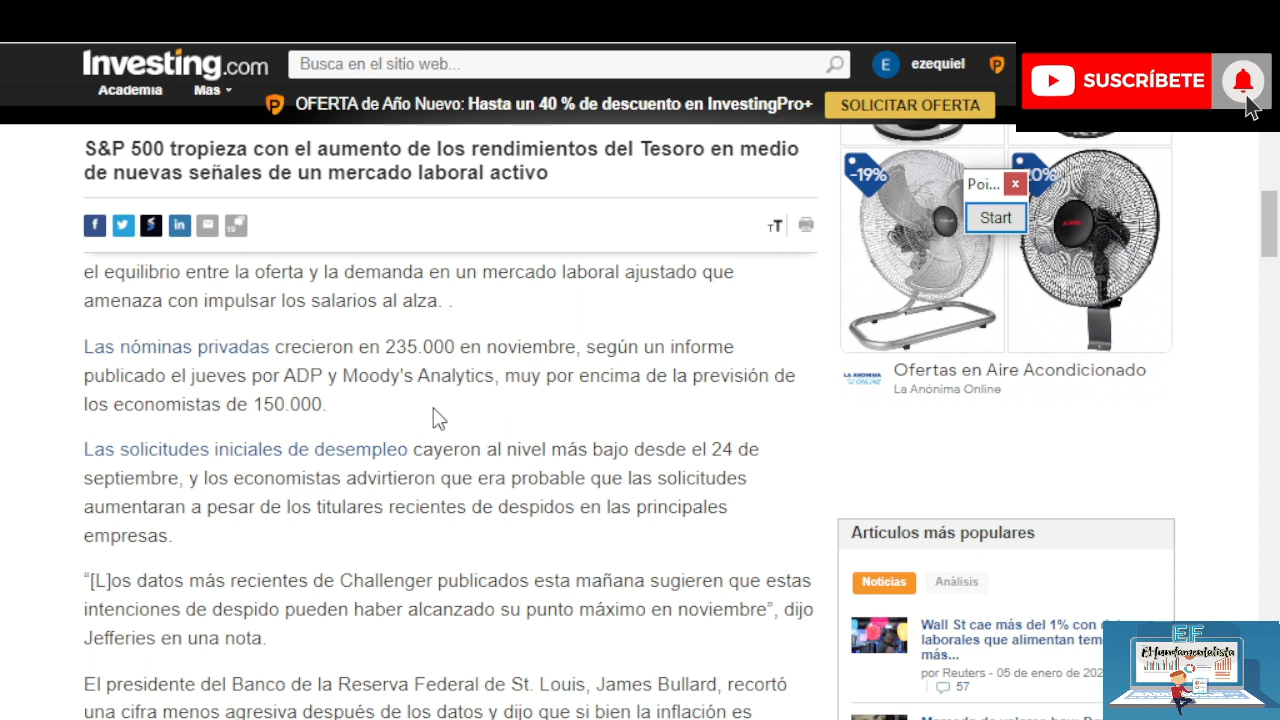 Investing.com
Busca en el sitio web...
E
ezequiel
SUSCRÍBETE
Academia
Mas
OFERTA de Año Nuevo: Hasta un 40 % de descuento en InvestingPro+
SOLICITAR OFERTA
S&P 500 tropieza con el aumento de los rendimientos del Tesoro en medio
de nuevas señales de un mercado laboral activo
-19%
20%
Poi...
x
Start
19
TT
el equilibrio entre la oferta y la demanda en un mercado laboral ajustado que
amenaza con impulsar los salarios al alza. .
Las nóminas privadas crecieron en 235.000 en noviembre, según un informe
publicado el jueves por ADP y Moody's Analytics, muy por encima de la previsión de
los economistas de 150.000.
LA ANONIMA
ONLINE
Ofertas en Aire Acondicionado
La Anónima Online
Las solicitudes iniciales de desempleo cayeron al nivel más bajo desde el 24 de
septiembre, y los economistas advirtieron que era probable que las solicitudes
aumentaran a pesar de los titulares recientes de despidos en las principales
empresas.
“[L]os datos más recientes de Challenger publicados esta mañana sugieren que estas
intenciones de despido pueden haber alcanzado su punto máximo en noviembre”, dijo
Jefferies en una nota.
El presidente del Banco de la Reserva Federal de St. Louis, James Bullard, recortó
una cifra menos agresiva después de los datos y dijo que si bien la inflación es
Artículos más populares
Noticias
Análisis
Wall St cae más del 1% con
laborales que alimentan
más...
por Reuters - 05 de enero de
57
EF
El fundamentalista